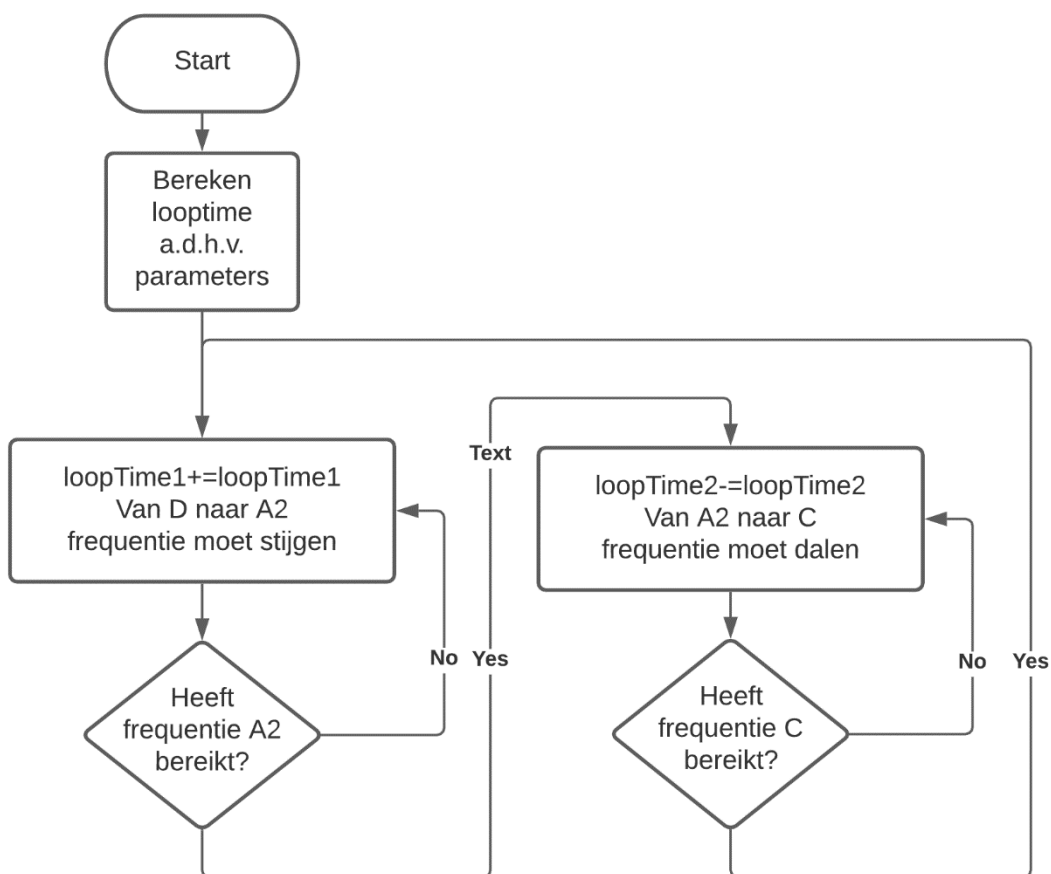 Start
Bereken
looptime
a.d.h.v.
parameters
loopTime1+=loopTime1
Van D naar A2
frequentie moet stijgen
Heeft
frequentie A2
bereikt?
No
Yes
Text
loopTime2-=loopTime2
Van A2 naar C
frequentie moet dalen
Heeft
frequentie C
bereikt?
No
Yes